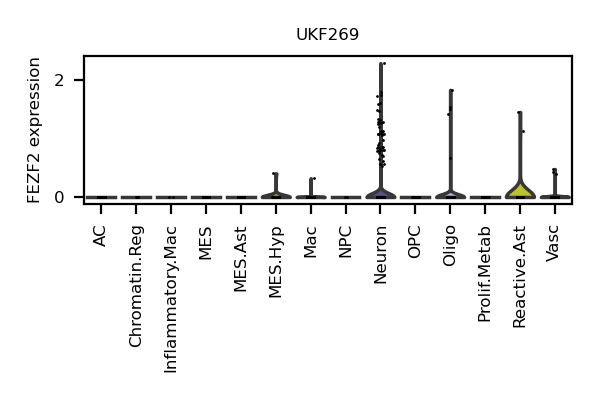 UKF269
FEZF2 expression
2
0
AC
Chromatin.Reg
Inflammatory.Mac
MES
MES.Ast
MES.Hyp
Mac
NPC
Neuron
OPC
Oligo
Prolif.Metab
Reactive.Ast
Vasc